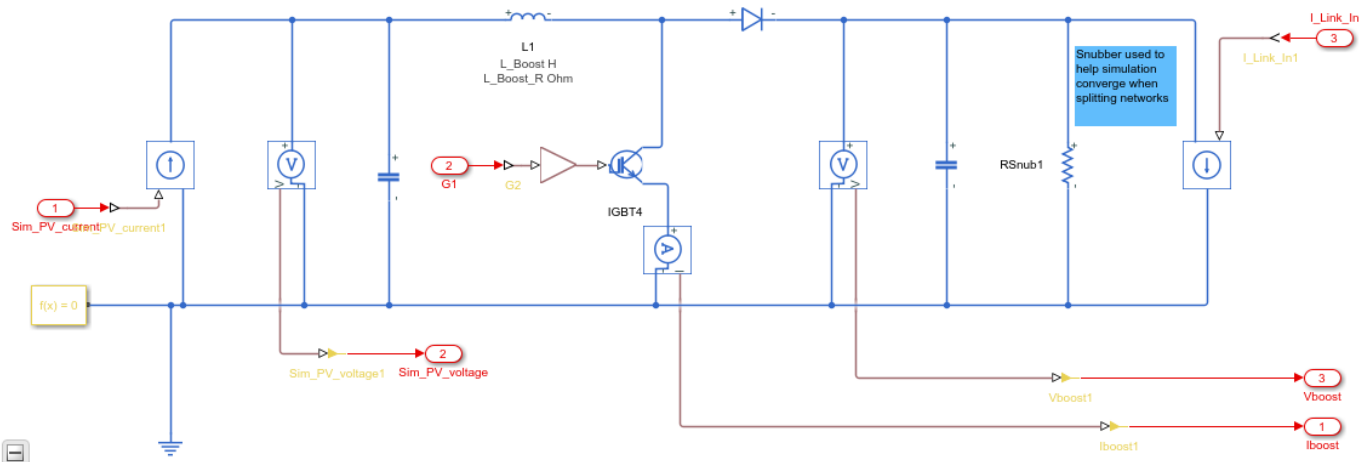 I_Link_In
3
I_Link_In1
+
-
L1
L_Boost H
L_Boost_R Ohm
+
-
Snubber used to
help simulation
converge when
splitting networks
+
V
V
+
-
2
G1
G2
IGBT4
+
A
I
+
V
V
+
-
RSnub1
+
-
1
Sim_PV_current
Sim_PV_current1
f(x) = 0
Sim_PV_voltage1
2
Sim_PV_voltage
Vboost1
3
Vboost
Iboost1
1
Iboost